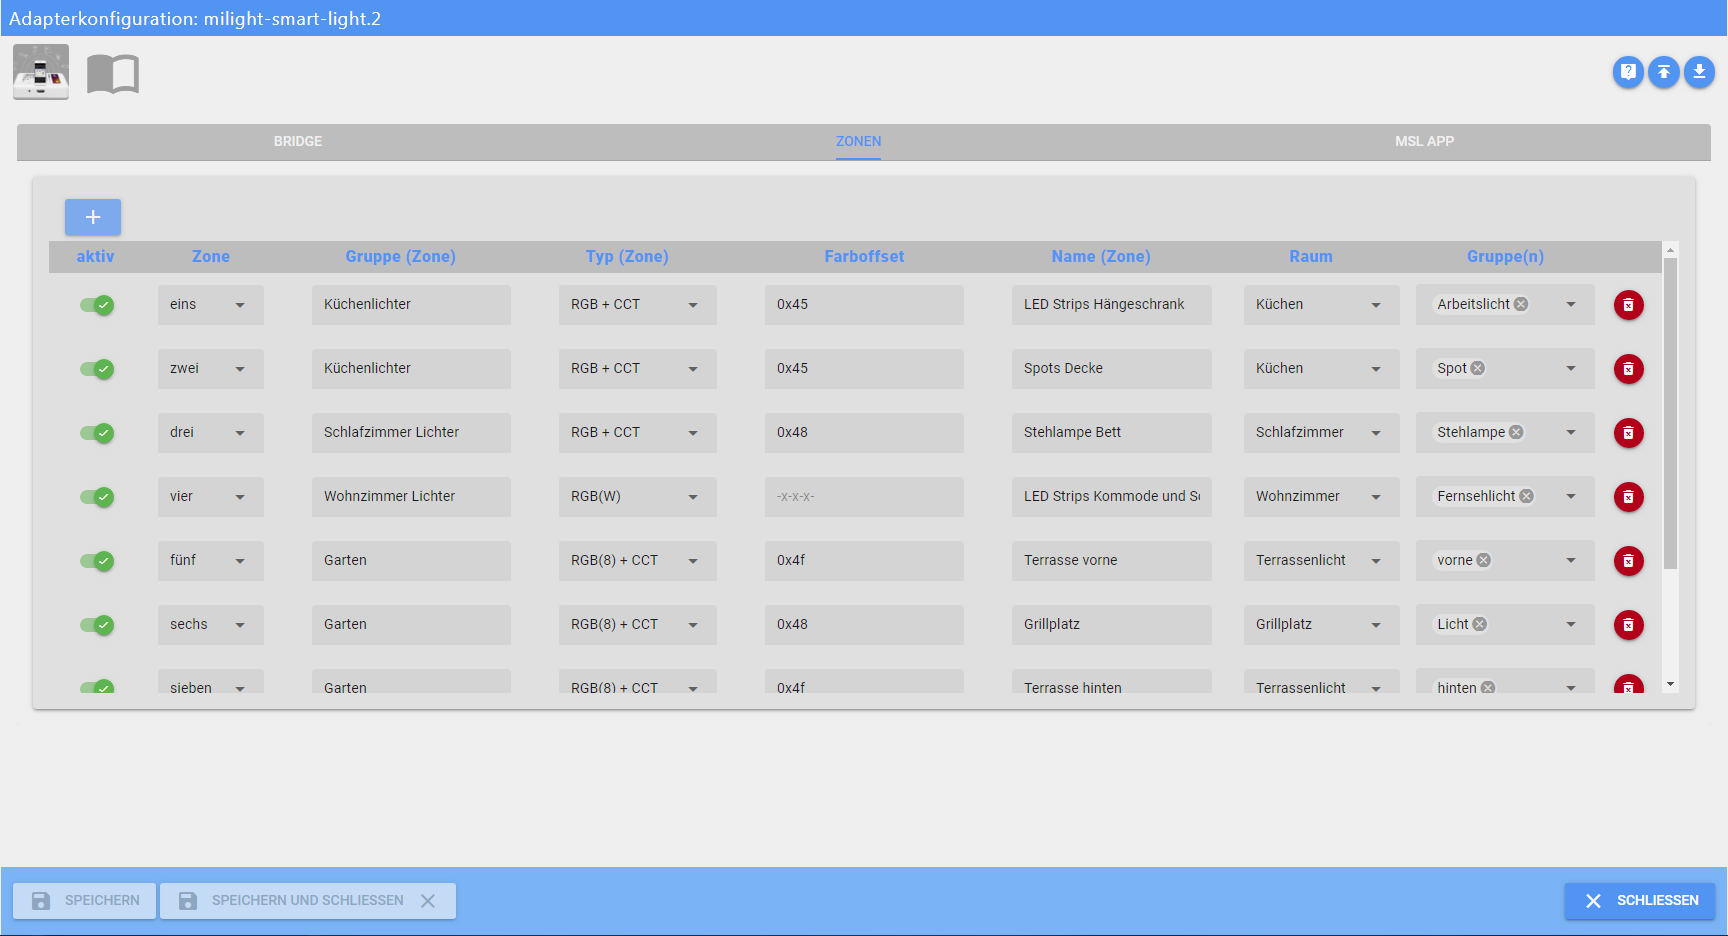 Adapterkonfiguration: milight-smart-light.2
BRIDGE ZONEN MSL APP
+
aktiv Zone Gruppe (Zone) Typ (Zone) Farboffset Name (Zone) Raum Gruppe(n)
eins Küchenlichter RGB + CCT 0x45 LED Strips Hängeschrank Küchen Arbeitslicht
zwei Küchenlichter RGB + CCT 0x45 Spots Decke Küchen Spot
drei Schlafzimmer Lichter RGB + CCT 0x48 Stehlampe Bett Schlafzimmer Stehlampe
vier Wohnzimmer Lichter RGB(W) -x-x-x- LED Strips Kommode und Wohnzimmer Fernsehlicht
fünf Garten RGB(8) + CCT 0x4f Terrasse vorne Terrassenlicht vorne
sechs Garten RGB(8) + CCT 0x48 Grillplatz Grillplatz Licht
sieben Garten RGB(8) + CCT 0x4f Terrasse hinten Terrassenlicht hinten
SPEICHERN SPEICHERN UND SCHLIESSEN SCHLIESSEN